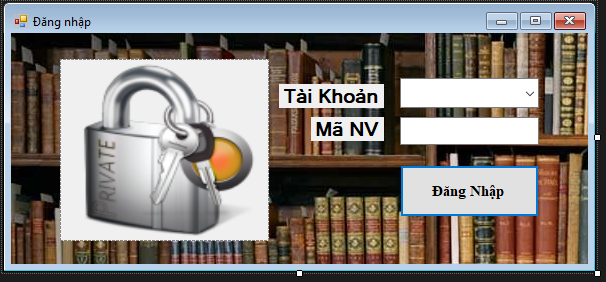 Đăng nhập
PRIVATE
Tài Khoản
Mã NV
Đăng Nhập